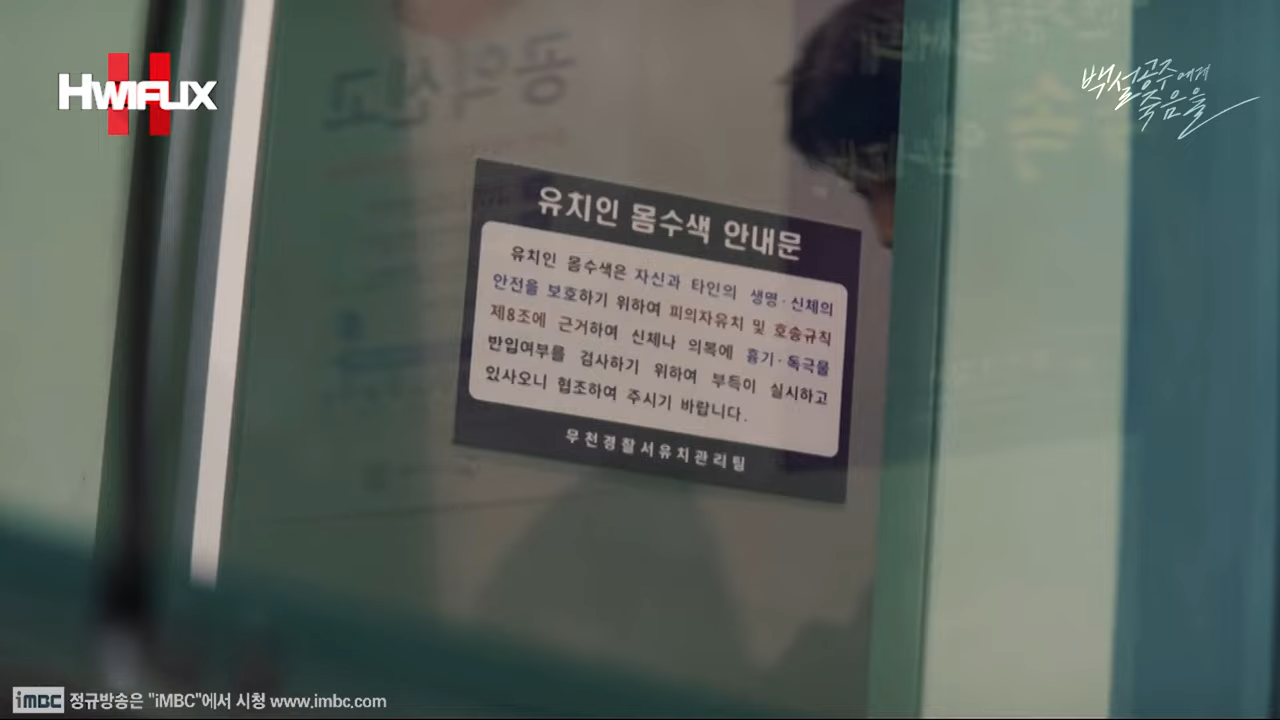 HWIFLIX
백설공주에게
죽음을
공익신고
유치인 몸수색 안내문
유치인 몸수색은 자신과 타인의 생명·신체의
안전을 보호하기 위하여 피의자유치 및 호송규칙
제8조에 근거하여 신체나 의복에 흉기·독극물
반입여부를 검사하기 위하여 부득이 실시하고
있사오니 협조하여 주시기 바랍니다.
무천경찰서유치관리팀
iMBC 정규방송은 "iMBC"에서 시청 www.imbc.com